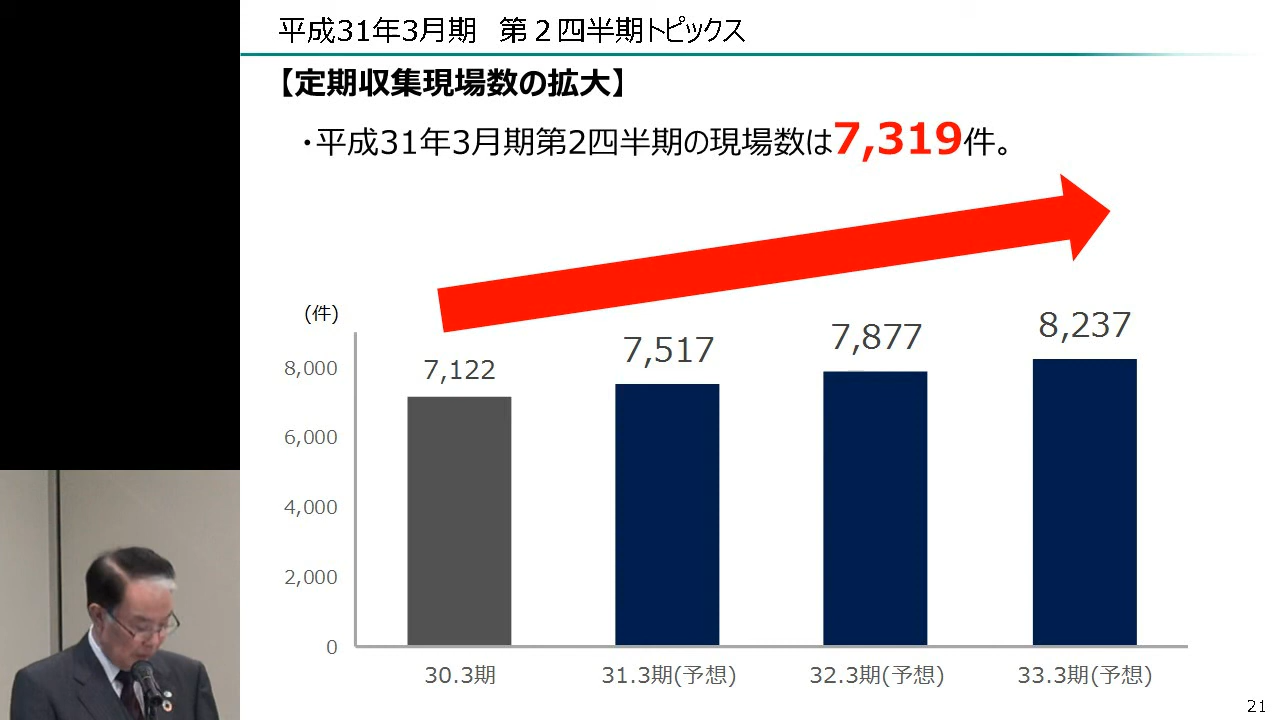 平成31年3月期 第２四半期トピックス
【定期収集現場数の拡大】
・平成31年3月期第2四半期の現場数は7,319件。
(件)
8,000
6,000
4,000
2,000
0
7,122
7,517
7,877
8,237
30.3期
31.3期(予想)
32.3期(予想)
33.3期(予想)
21